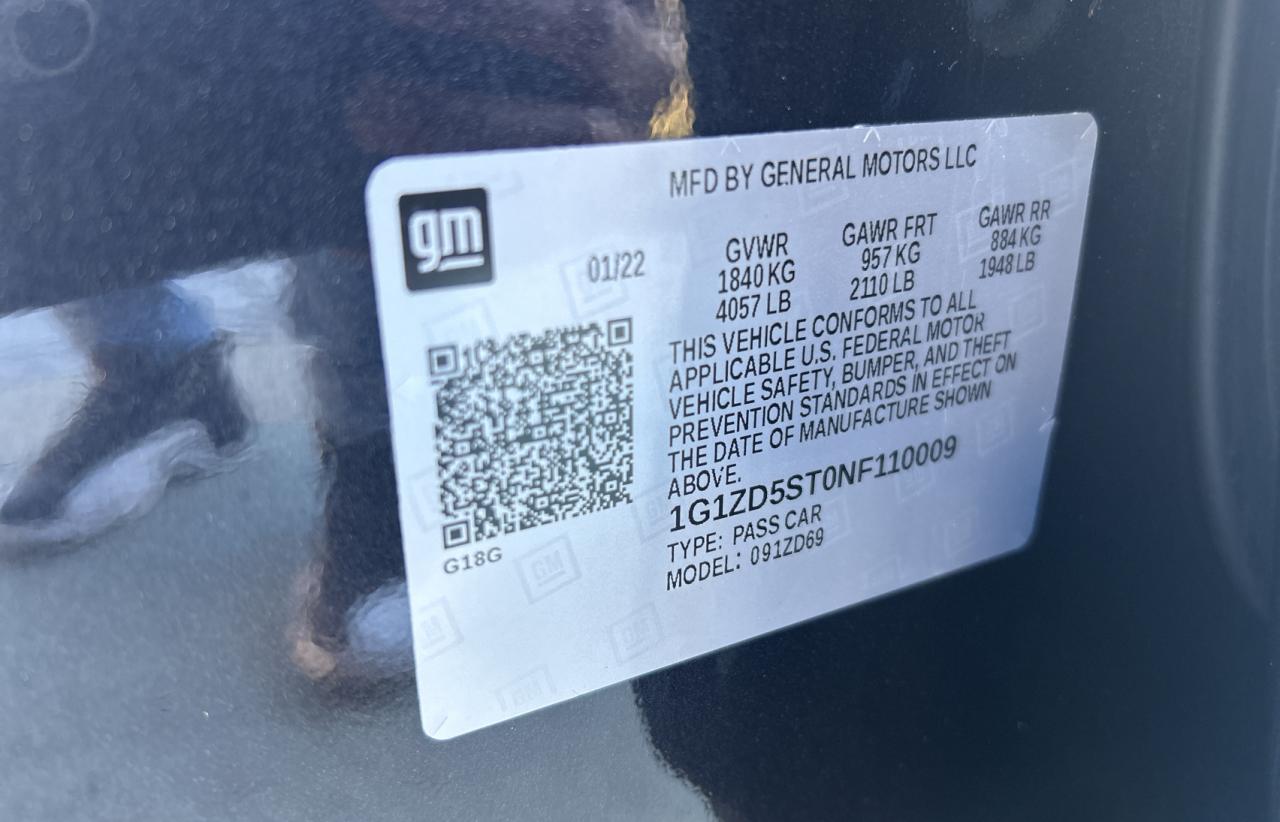 gm
MFD BY GENERAL MOTORS LLC
01/22
GVWR
1840 KG
4057 LB
GAWR FRT
957 KG
2110 LB
GAWR RR
884 KG
1948 LB
THIS VEHICLE CONFORMS TO ALL
APPLICABLE U.S. FEDERAL MOTOR
VEHICLE SAFETY, BUMPER, AND THEFT
PREVENTION STANDARDS IN EFFECT ON
THE DATE OF MANUFACTURE SHOWN
ABOVE.
1G1ZD5ST0NF110009
TYPE: PASS CAR
MODEL: 091ZD69
G18G
GM